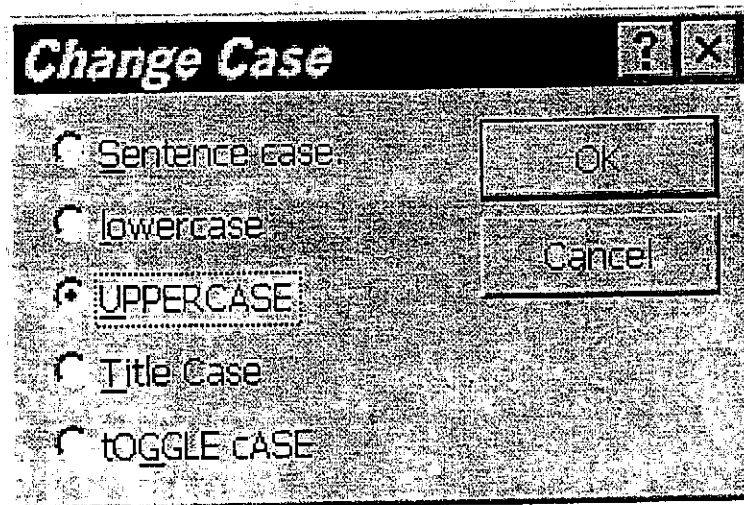 Change Case ? ×
Sentence case.
OK
lowercase
Cancel
UPPERCASE
Title Case
tOGGLE cASE